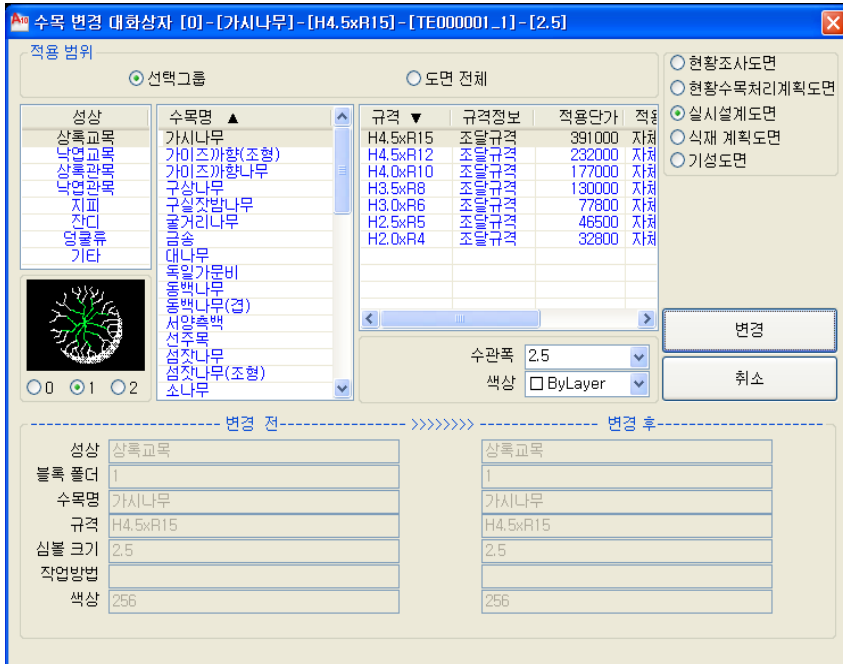 수목 변경 대화상자 [0]-[가시나무]-[H4.5xR15]-[TE000001_1]-[2.5]
적용 범위
선택그룹 도면 전체
현황조사도면
현황수목처리계획도면
실시설계도면
식재 계획도면
기성도면
성상
상록교목
낙엽교목
상록관목
낙엽관목
지피
잔디
덩쿨류
기타
수목명 ▲
가시나무
가이즈까향(조형)
가이즈까향나무
구상나무
구실잣밤나무
굴거리나무
금송
대나무
독일가문비
동백나무
동백나무(겹)
서양측백
선주목
섬잣나무
섬잣나무(조형)
소나무
규격 ▼ 규격정보 적용단가 적용
H4.5xR15 조달규격 391000 자체
H4.5xR12 조달규격 232000 자체
H4.0xR10 조달규격 177000 자체
H3.5xR8 조달규격 130000 자체
H3.0xR6 조달규격 77800 자체
H2.5xR5 조달규격 46500 자체
H2.0xR4 조달규격 32800 자체
0 1 2
수관폭 2.5
색상 ByLayer
변경
취소
------------------------ 변경 전---------------- >>>>>>>> --------------- 변경 후---------------------
성상 상록교목 상록교목
블록 폴더 1 1
수목명 가시나무 가시나무
규격 H4.5xR15 H4.5xR15
심볼 크기 2.5 2.5
작업방법
색상 256 256